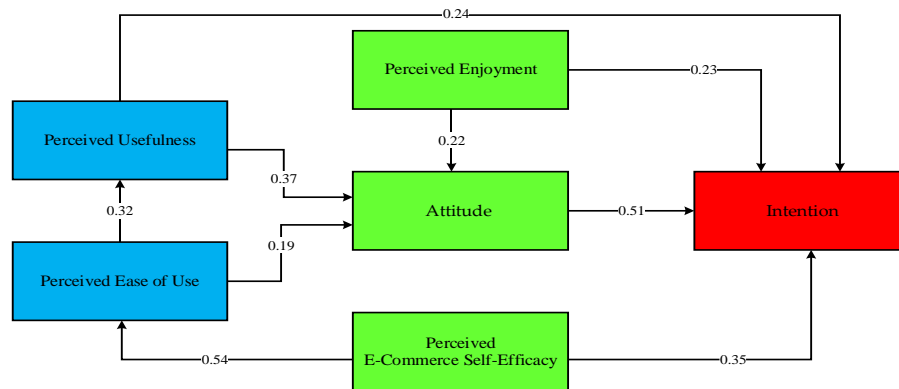 0.24
Perceived Enjoyment
0.23
Perceived Usefulness
0.22
0.37
Attitude
0.51
Intention
0.32
0.19
Perceived Ease of Use
Perceived
E-Commerce Self-Efficacy
0.54
0.35